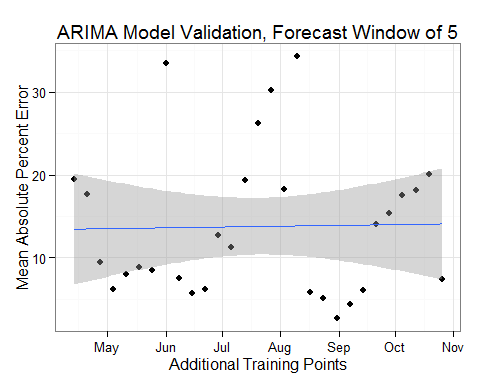 ARIMA Model Validation, Forecast Window of 5
Mean Absolute Percent Error
30
20
10
May Jun Jul Aug Sep Oct Nov
Additional Training Points